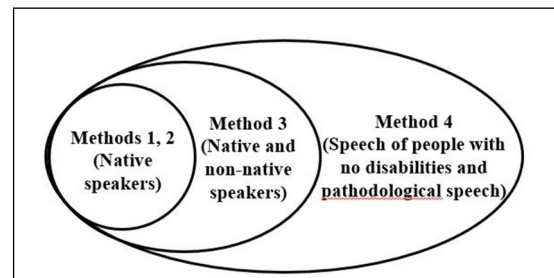 Methods 1, 2
(Native
speakers)
Method 3
(Native and
non-native
speakers)
Method 4
(Speech of people with
no disabilities and
pathodological speech)